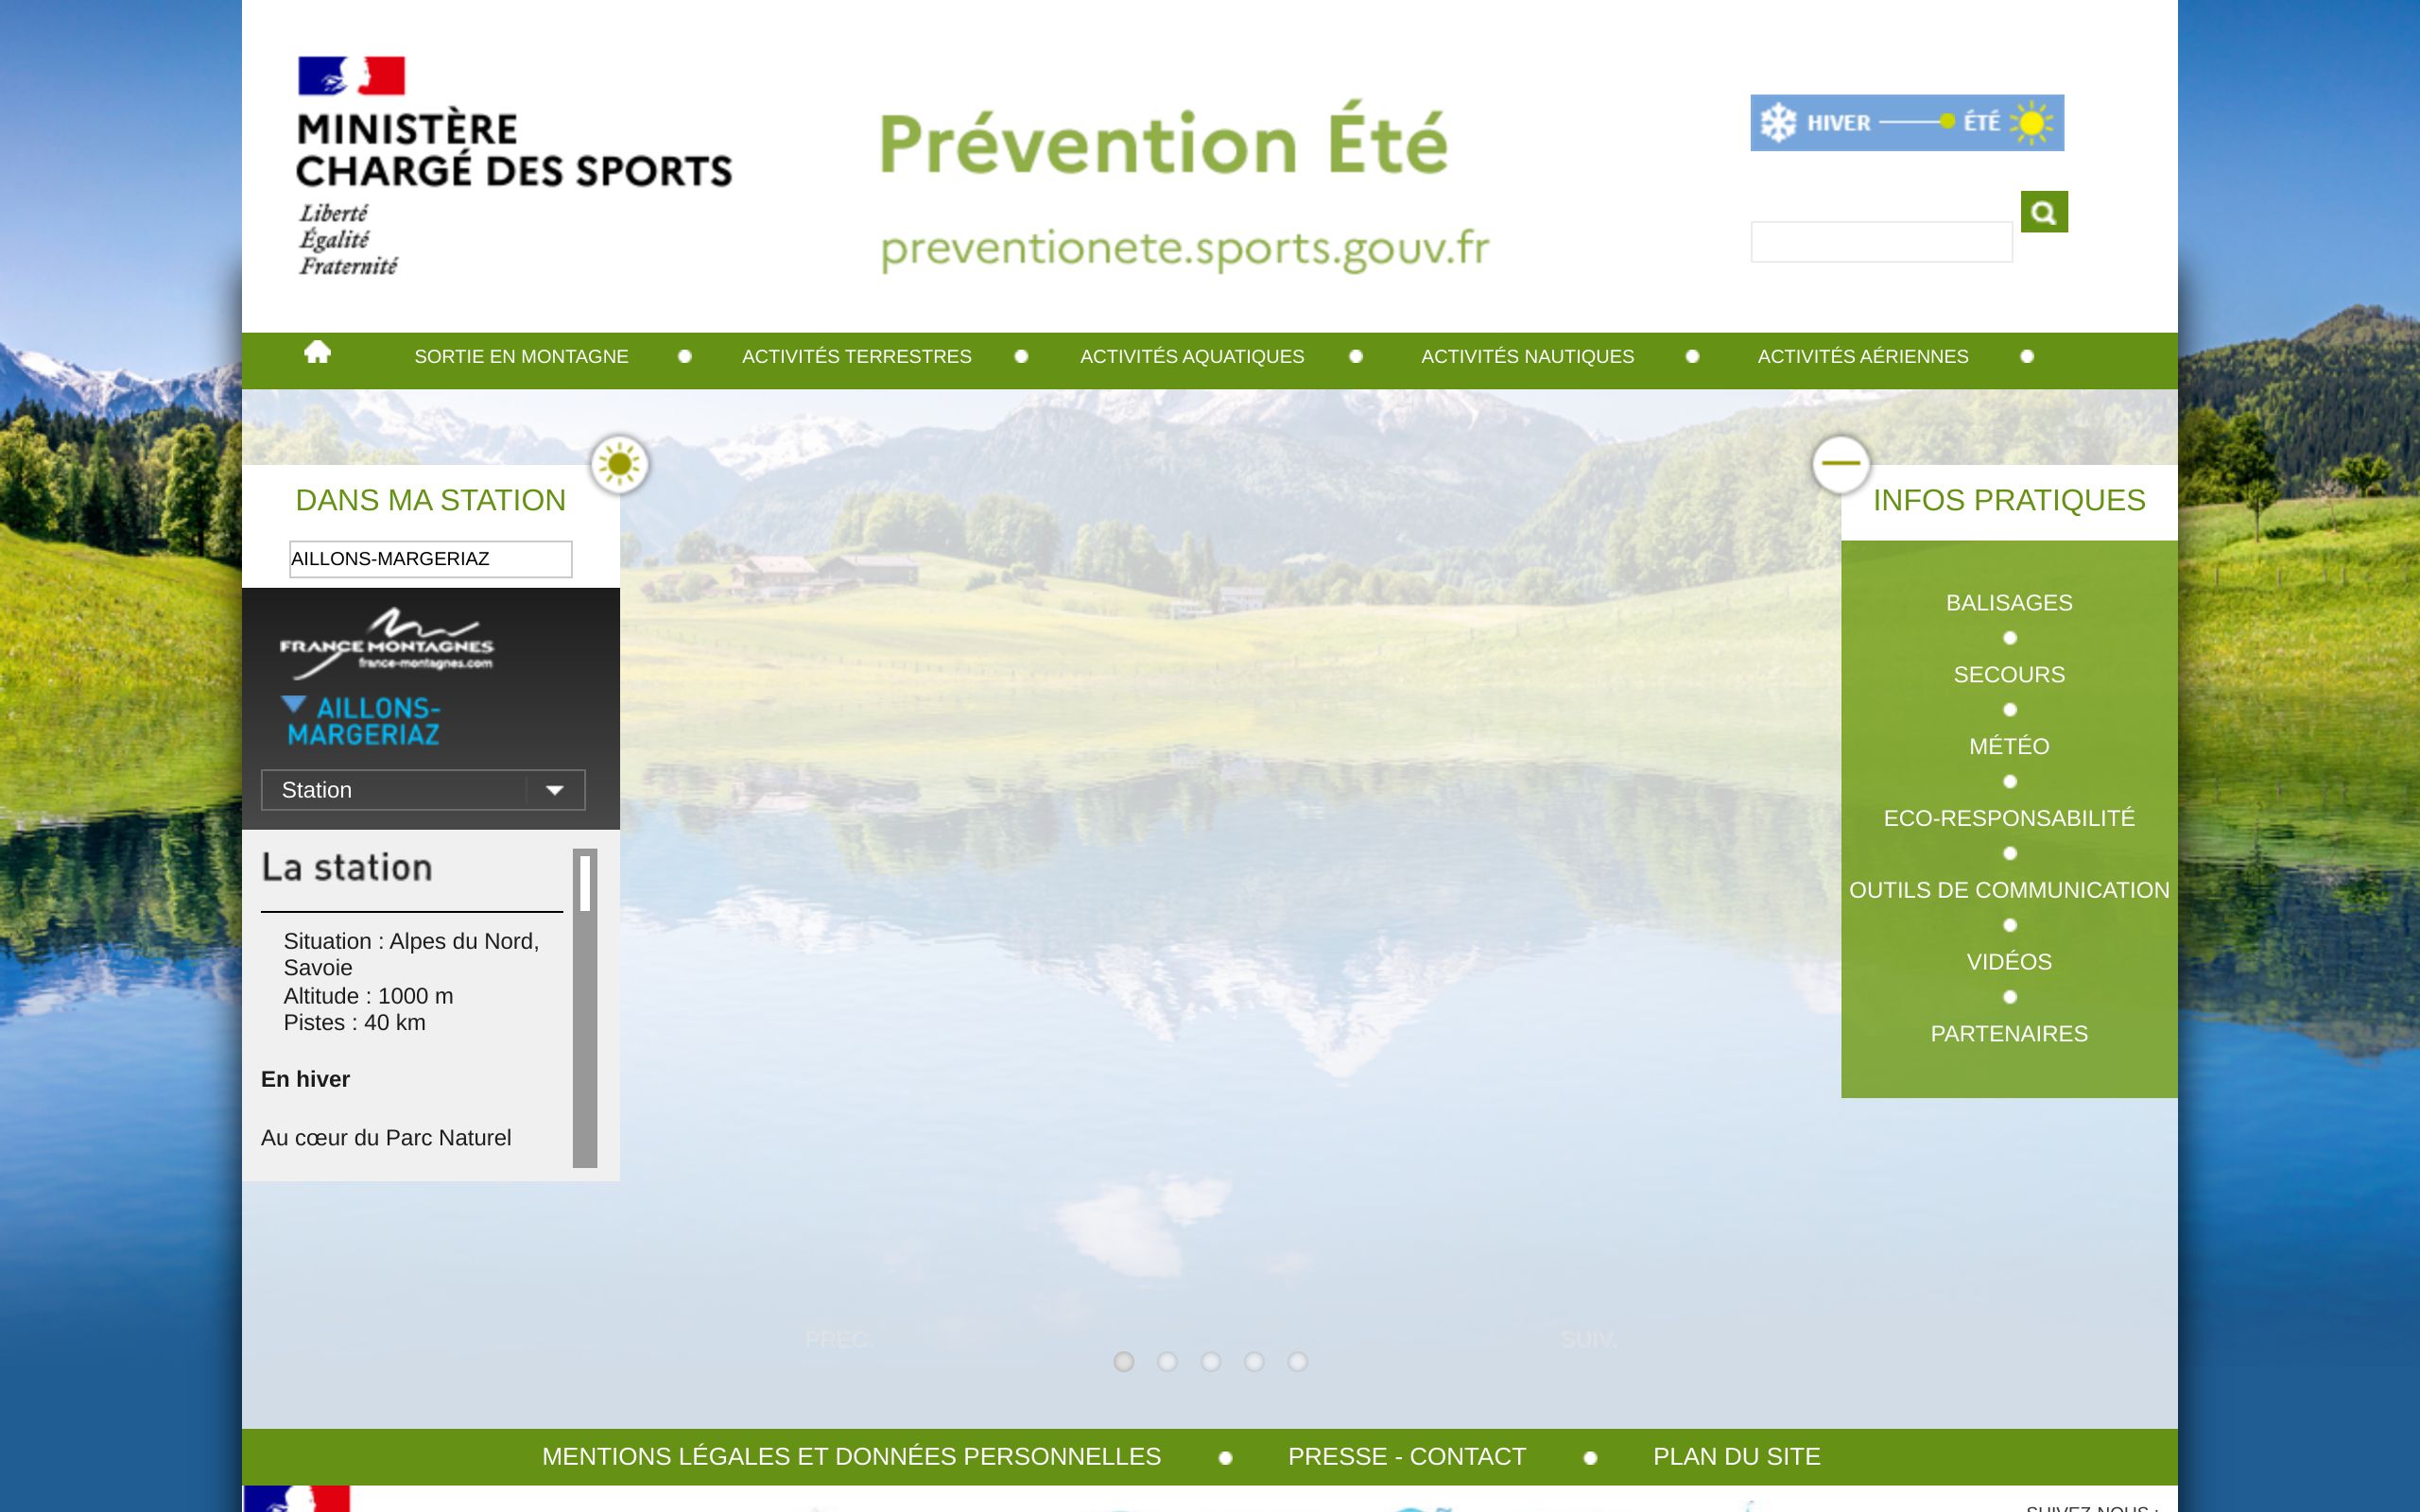 MINISTÈRE
CHARGÉ DES SPORTS
Liberté
Égalité
Fraternité
Prévention Été
preventionete.sports.gouv.fr
HIVER ÉTÉ
SORTIE EN MONTAGNE ACTIVITÉS TERRESTRES ACTIVITÉS AQUATIQUES ACTIVITÉS NAUTIQUES ACTIVITÉS AÉRIENNES
DANS MA STATION
AILLONS-MARGERIAZ
FRANCE MONTAGNES
france-montagnes.com
AILLONS-
MARGERIAZ
Station
La station
Situation : Alpes du Nord,
Savoie
Altitude : 1000 m
Pistes : 40 km
En hiver
Au cœur du Parc Naturel
INFOS PRATIQUES
BALISAGES
SECOURS
MÉTÉO
ECO-RESPONSABILITÉ
OUTILS DE COMMUNICATION
VIDÉOS
PARTENAIRES
PREC. SUIV.
MENTIONS LÉGALES ET DONNÉES PERSONNELLES PRESSE - CONTACT PLAN DU SITE
SUIVEZ-NOUS :